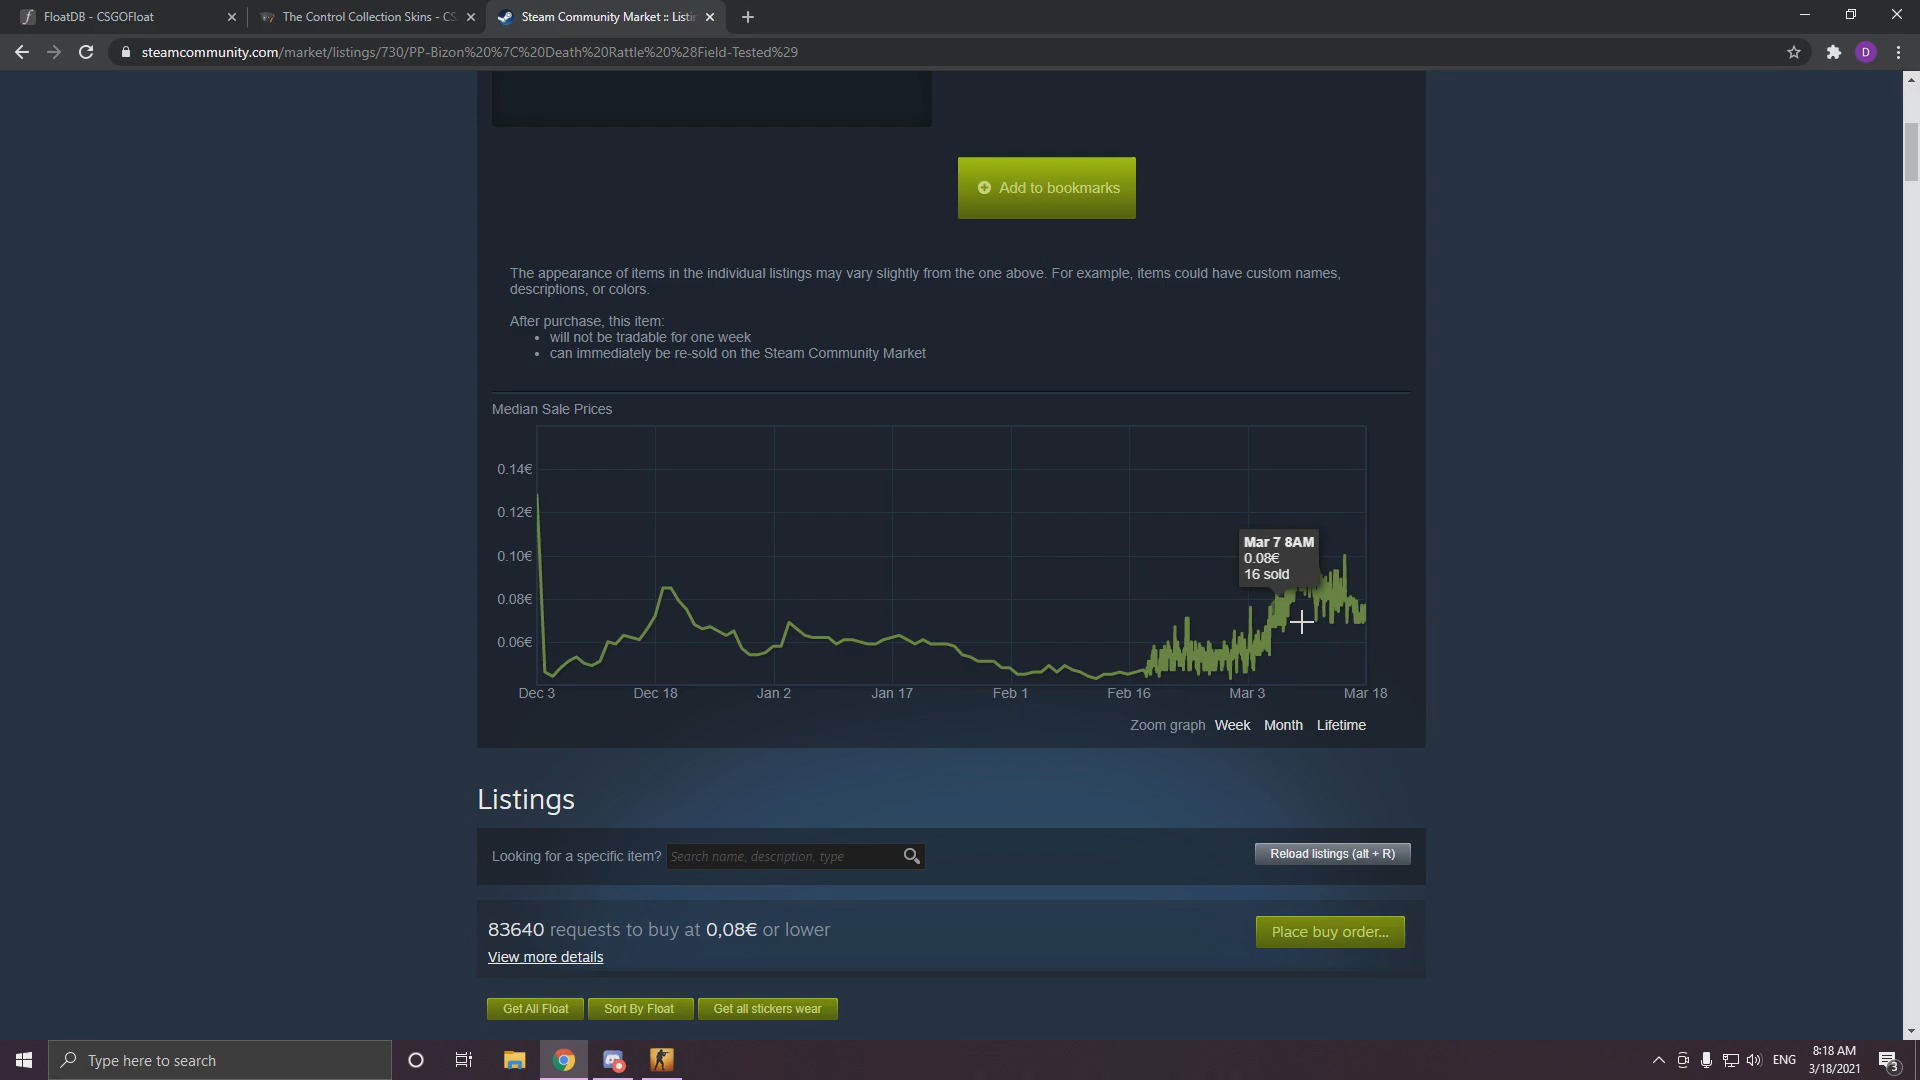 FloatDB - CSGOFloat
The Control Collection Skins - CS
Steam Community Market :: Listi
steamcommunity.com/market/listings/730/PP-Bizon%20%7C%20Death%20Rattle%20%28Field-Tested%29
D
Add to bookmarks
The appearance of items in the individual listings may vary slightly from the one above. For example, items could have custom names,
descriptions, or colors.
After purchase, this item:
• will not be tradable for one week
• can immediately be re-sold on the Steam Community Market
Median Sale Prices
0.14€
0.12€
0.10€
0.08€
0.06€
Mar 7 8AM
0.08€
16 sold
Dec 3 Dec 18 Jan 2 Jan 17 Feb 1 Feb 16 Mar 3 Mar 18
Zoom graph Week Month Lifetime
Listings
Looking for a specific item? Search name, description, type
Reload listings (alt + R)
83640 requests to buy at 0,08€ or lower
Place buy order...
View more details
Get All Float Sort By Float Get all stickers wear
Type here to search
ENG
8:18 AM
3/18/2021
3